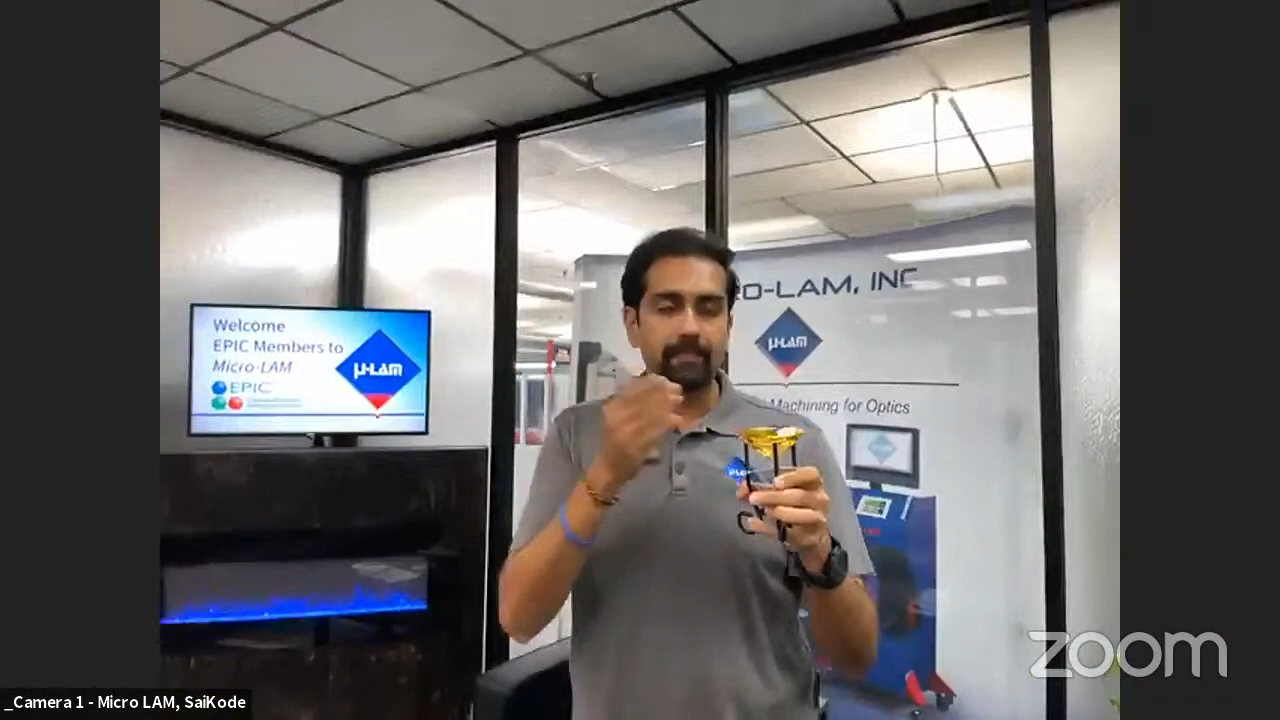 Welcome
EPIC Members to
Micro-LAM
EPIC
µ-LAM
O-LAM, INC
µ-LAM
Machining for Optics
_Camera 1 - Micro LAM, SaiKode
zoom